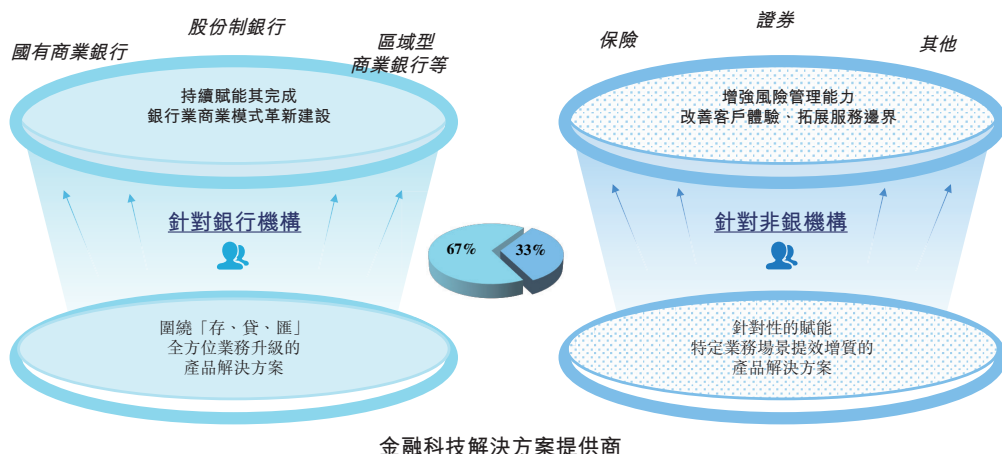 國有商業銀行
股份制銀行
區域型
商業銀行等
持續賦能其完成
銀行業商業模式革新建設
針對銀行機構
圍繞「存、貸、匯」
全方位業務升級的
產品解決方案
67%
33%
保險
證券
其他
增強風險管理能力
改善客戶體驗、拓展服務邊界
針對非銀機構
針對性的賦能
特定業務場景提效增質的
產品解決方案
金融科技解決方案提供商